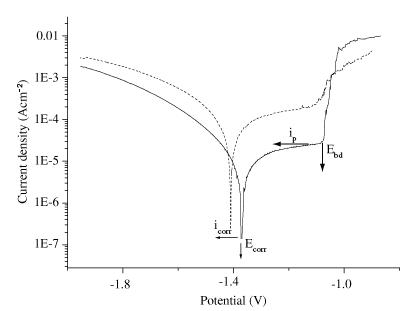 0.01
1E-3
1E-4
1E-5
1E-6
1E-7
Current density (Acm⁻²)
i_p
E_bd
i_corr
E_corr
-1.8
-1.4
-1.0
Potential (V)